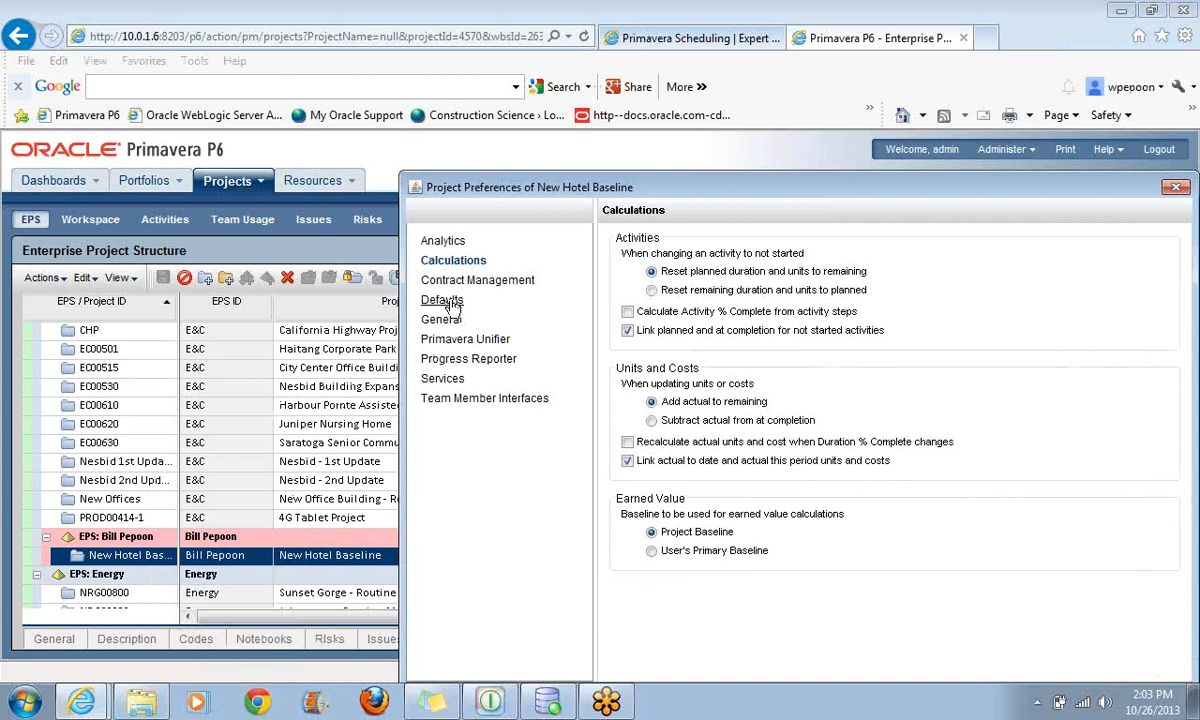 http://10.0.1.6:8203/p6/action/pm/projects?ProjectName=null&projectId=4570&wbsId=263
Primavera Scheduling | Expert ...
Primavera P6 - Enterprise P...
File Edit View Favorites Tools Help
x Google
Search
Share
More »
wpepoon
Primavera P6
Oracle WebLogic Server A...
My Oracle Support
Construction Science › Lo...
http--docs.oracle.com-cd...
»
Page
Safety
»
ORACLE Primavera P6
Welcome, admin
Administer
Print
Help
Logout
Dashboards
Portfolios
Projects
Resources
EPS
Workspace
Activities
Team Usage
Issues
Risks
Enterprise Project Structure
Actions
Edit
View
EPS / Project ID
EPS ID
CHP E&C California Highway Proj
EC00501 E&C Haitang Corporate Park
EC00515 E&C City Center Office Build
EC00530 E&C Nesbid Building Expans
EC00610 E&C Harbour Pointe Assiste
EC00620 E&C Juniper Nursing Home
EC00630 E&C Saratoga Senior Commu
Nesbid 1st Upda... E&C Nesbid - 1st Update
Nesbid 2nd Upd... E&C Nesbid - 2nd Update
New Offices E&C New Office Building - R
PROD00414-1 E&C 4G Tablet Project
EPS: Bill Pepoon Bill Pepoon
New Hotel Bas... Bill Pepoon New Hotel Baseline
EPS: Energy Energy
NRG00800 Energy Sunset Gorge - Routine
General
Description
Codes
Notebooks
Risks
Issues
Project Preferences of New Hotel Baseline
Analytics
Calculations
Contract Management
Defaults
General
Primavera Unifier
Progress Reporter
Services
Team Member Interfaces
Calculations
Activities
When changing an activity to not started
Reset planned duration and units to remaining
Reset remaining duration and units to planned
Calculate Activity % Complete from activity steps
Link planned and at completion for not started activities
Units and Costs
When updating units or costs
Add actual to remaining
Subtract actual from at completion
Recalculate actual units and cost when Duration % Complete changes
Link actual to date and actual this period units and costs
Earned Value
Baseline to be used for earned value calculations
Project Baseline
User's Primary Baseline
2:03 PM
10/26/2013